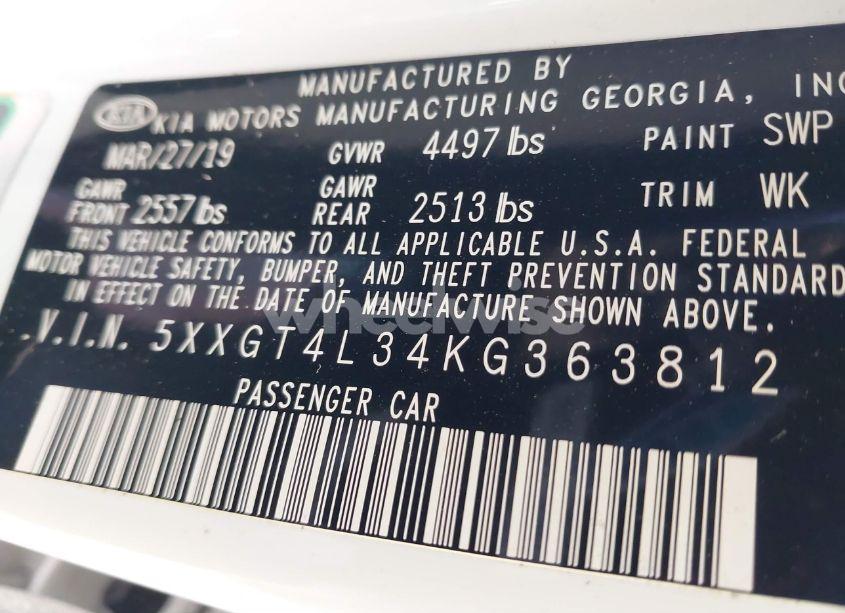 MANUFACTURED BY
KIA KIA MOTORS MANUFACTURING GEORGIA, INC
MAR/27/19 GVWR 4497 lbs PAINT SWP
GAWR FRONT 2557 lbs GAWR REAR 2513 lbs TRIM WK
THIS VEHICLE CONFORMS TO ALL APPLICABLE U.S.A. FEDERAL
MOTOR VEHICLE SAFETY, BUMPER, AND THEFT PREVENTION STANDARD
IN EFFECT ON THE DATE OF MANUFACTURE SHOWN ABOVE.
wheelwise
V.I.N. 5XXGT4L34KG363812
PASSENGER CAR